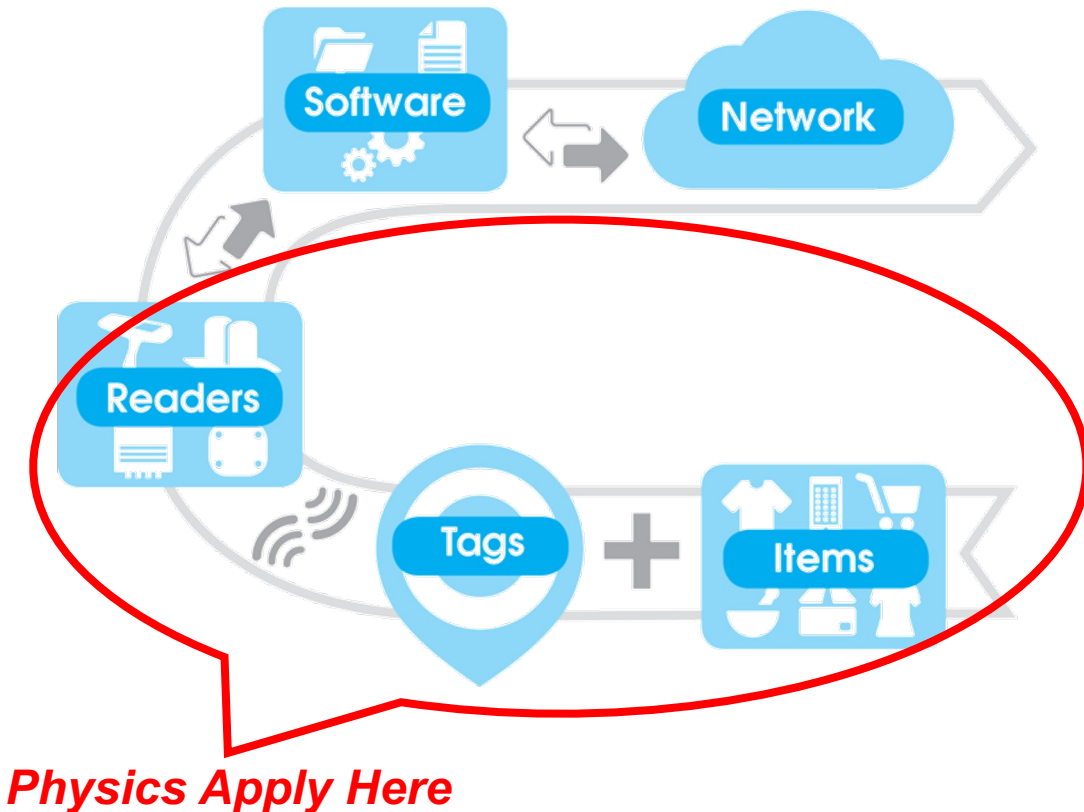 Software
Network
Readers
Tags
Items
Physics Apply Here